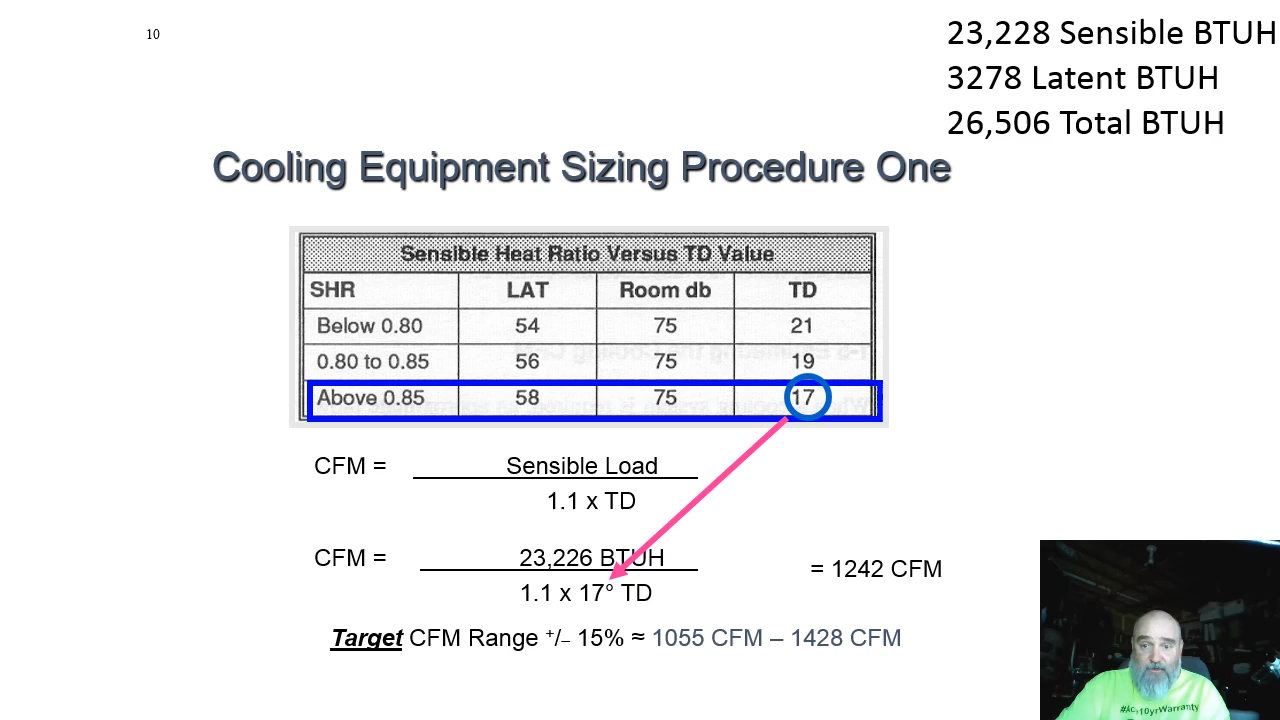 10
23,228 Sensible BTUH
3278 Latent BTUH
26,506 Total BTUH
Cooling Equipment Sizing Procedure One
Sensible Heat Ratio Versus TD Value
SHR LAT Room db TD
Below 0.80 54 75 21
0.80 to 0.85 56 75 19
Above 0.85 58 75 17
CFM = Sensible Load
1.1 x TD
CFM = 23,226 BTUH
= 1242 CFM
1.1 x 17° TD
Target CFM Range +/– 15% ≈ 1055 CFM – 1428 CFM